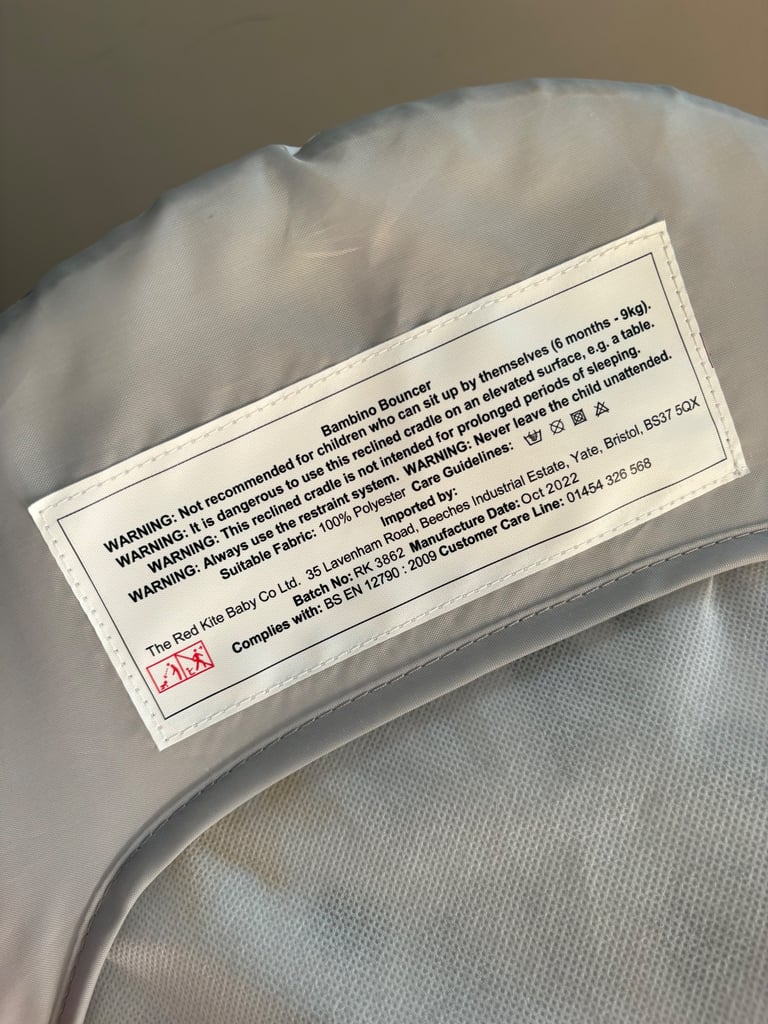 Bambino Bouncer
WARNING: Not recommended for children who can sit up by themselves (6 months - 9kg).
WARNING: It is dangerous to use this reclined cradle on an elevated surface, e.g. a table.
WARNING: This reclined cradle is not intended for prolonged periods of sleeping.
WARNING: Always use the restraint system. WARNING: Never leave the child unattended.
Suitable Fabric: 100% Polyester Care Guidelines:
Imported by:
The Red Kite Baby Co Ltd. 35 Lavenham Road, Beeches Industrial Estate, Yate, Bristol, BS37 5QX
Batch No: RK 3862 Manufacture Date: Oct 2022
Complies with: BS EN 12790 : 2009 Customer Care Line: 01454 326 568